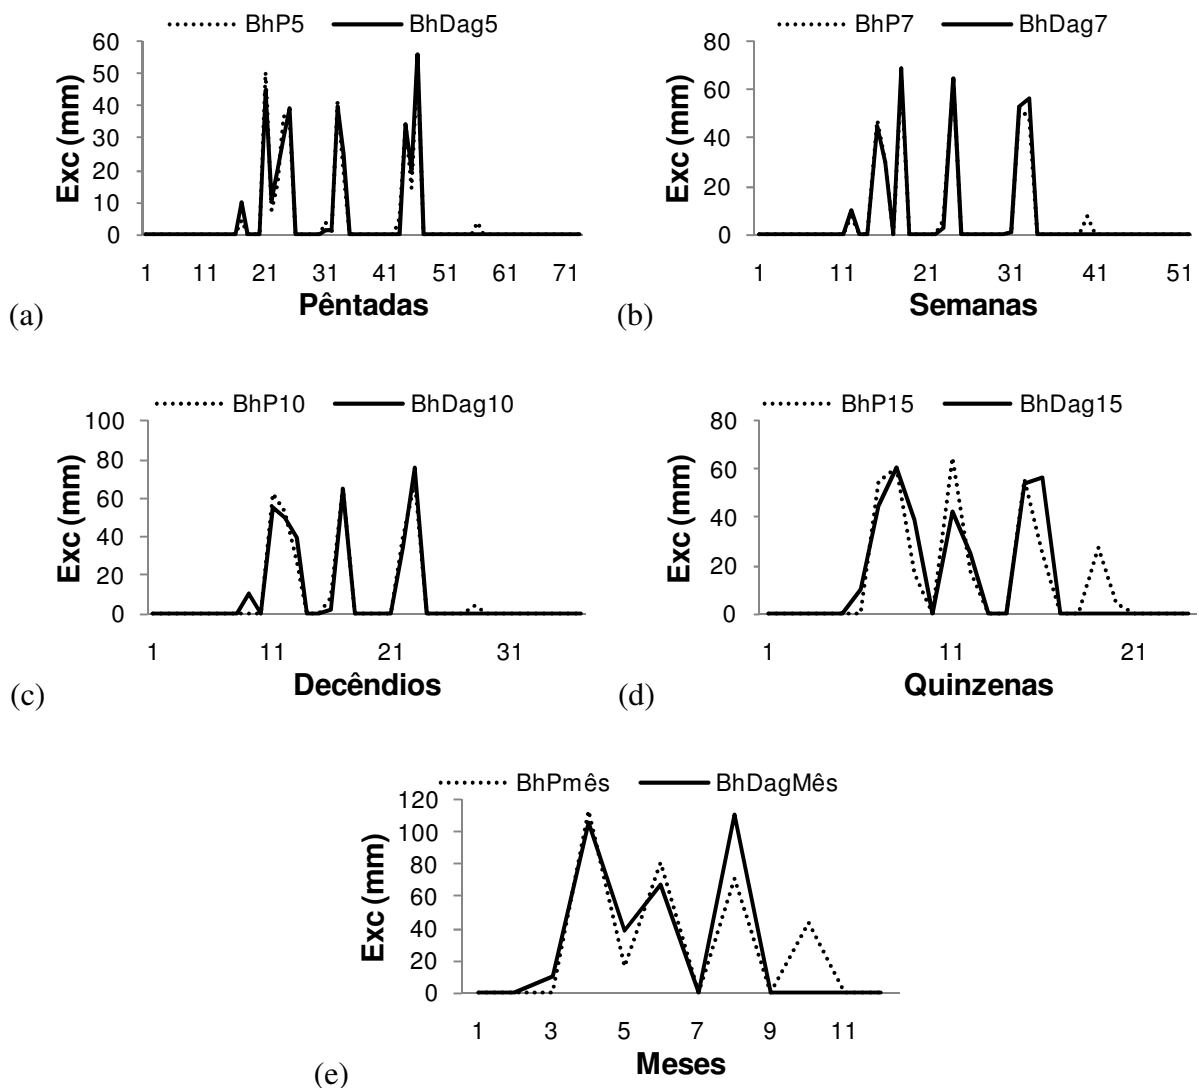 BhP5 BhDag5
60
50
40
30
20
10
0
Exc (mm)
1 11 21 31 41 51 61 71
Pêntadas
(a)
BhP7 BhDag7
80
60
40
20
0
Exc (mm)
1 11 21 31 41 51
Semanas
(b)
BhP10 BhDag10
100
80
60
40
20
0
Exc (mm)
1 11 21 31
Decêndios
(c)
BhP15 BhDag15
80
60
40
20
0
Exc (mm)
1 11 21
Quinzenas
(d)
BhPmês BhDagMês
120
100
80
60
40
20
0
Exc (mm)
1 3 5 7 9 11
Meses
(e)